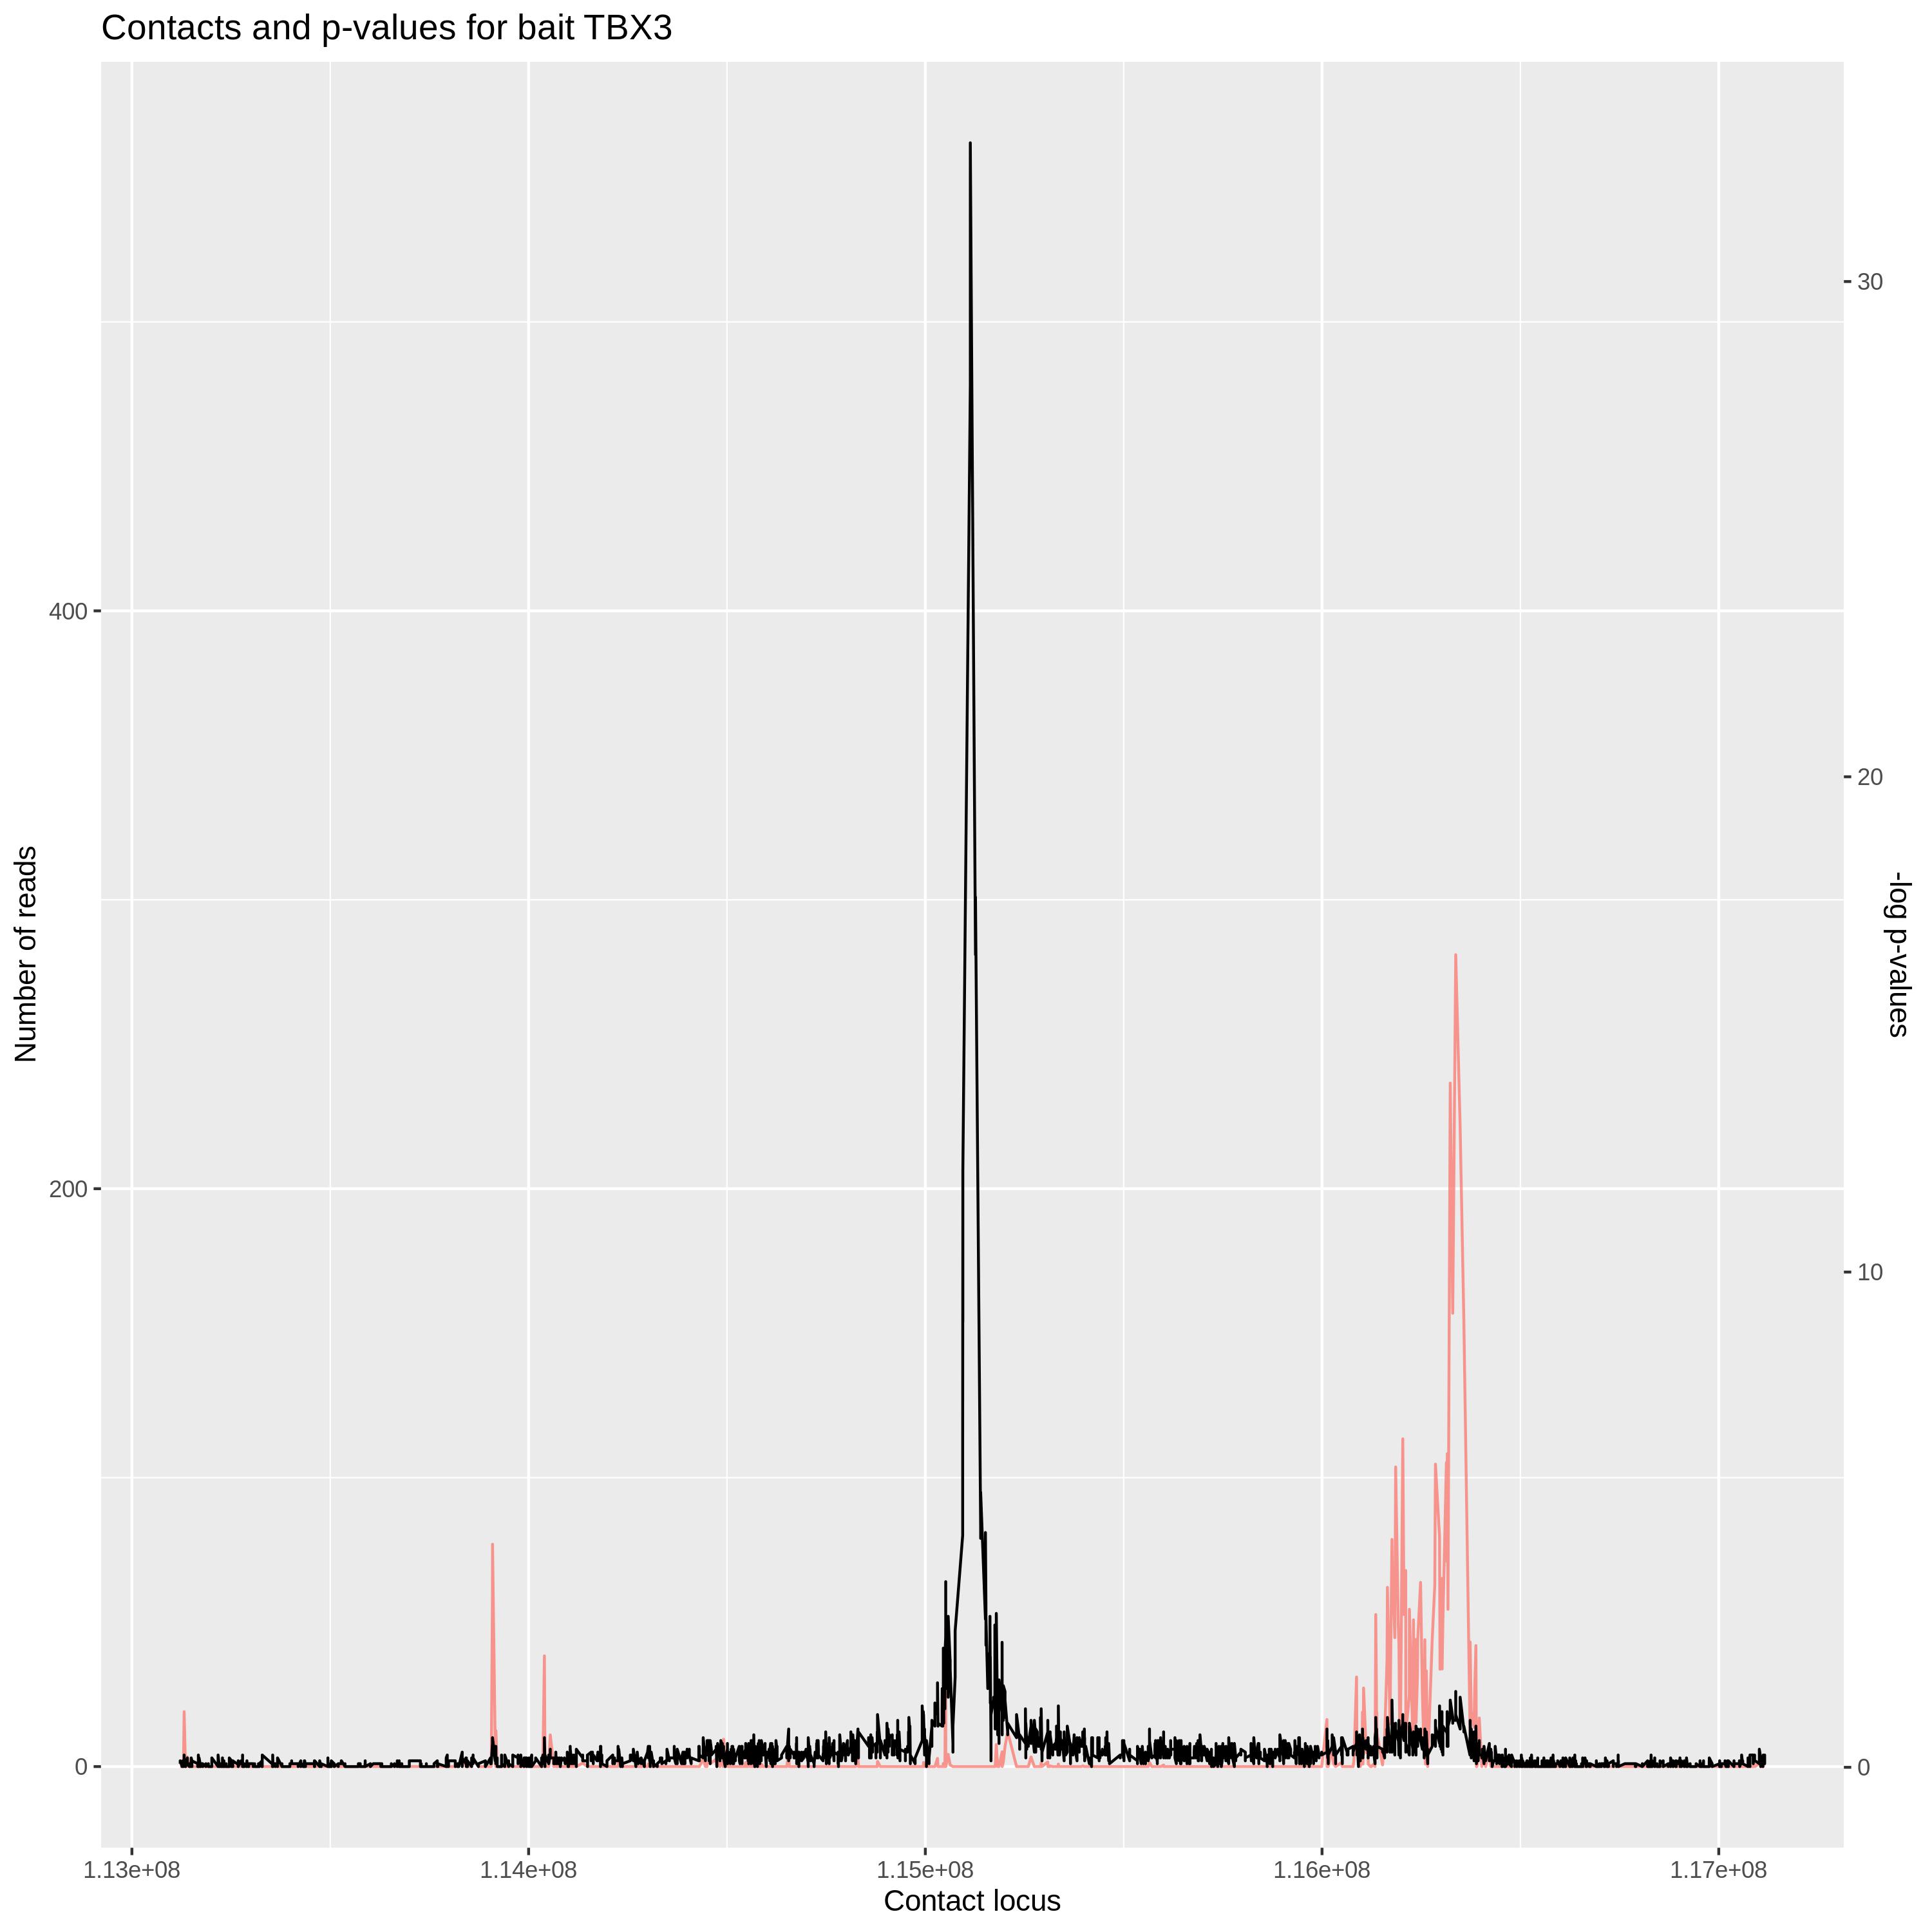 Contacts and p-values for bait TBX3
Number of reads
400
200
0
30
20
10
0
-log p-values
1.13e+08
1.14e+08
1.15e+08
1.16e+08
1.17e+08
Contact locus